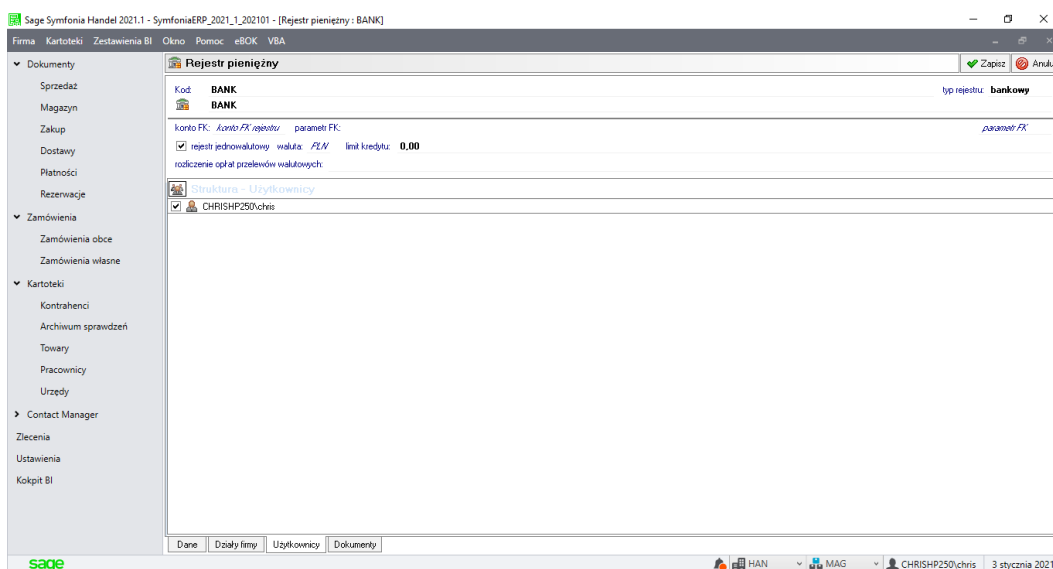 Sage Symfonia Handel 2021.1 - SymfoniaERP_2021_1_202101 - [Rejestr pieniężny : BANK]
Firma Kartoteki Zestawienia BI Okno Pomoc eBOK VBA
Dokumenty
Sprzedaż
Magazyn
Zakup
Dostawy
Płatności
Rezerwacje
Zamówienia
Zamówienia obce
Zamówienia własne
Kartoteki
Kontrahenci
Archiwum sprawdzeń
Towary
Pracownicy
Urzędy
Contact Manager
Zlecenia
Ustawienia
Kokpit BI
Rejestr pieniężny
Zapisz Anulu
Kod: BANK typ rejestru: bankowy
BANK
konto FK: konto FK rejestru parametr FK: parametr FK
rejestr jednowalutowy waluta: PLN limit kredytu: 0,00
rozliczenie opłat przelewów walutowych:
Struktura - Użytkownicy
CHRISHP250\chris
Dane Działy firmy Użytkownicy Dokumenty
sage HAN MAG CHRISHP250\chris 3 stycznia 2021